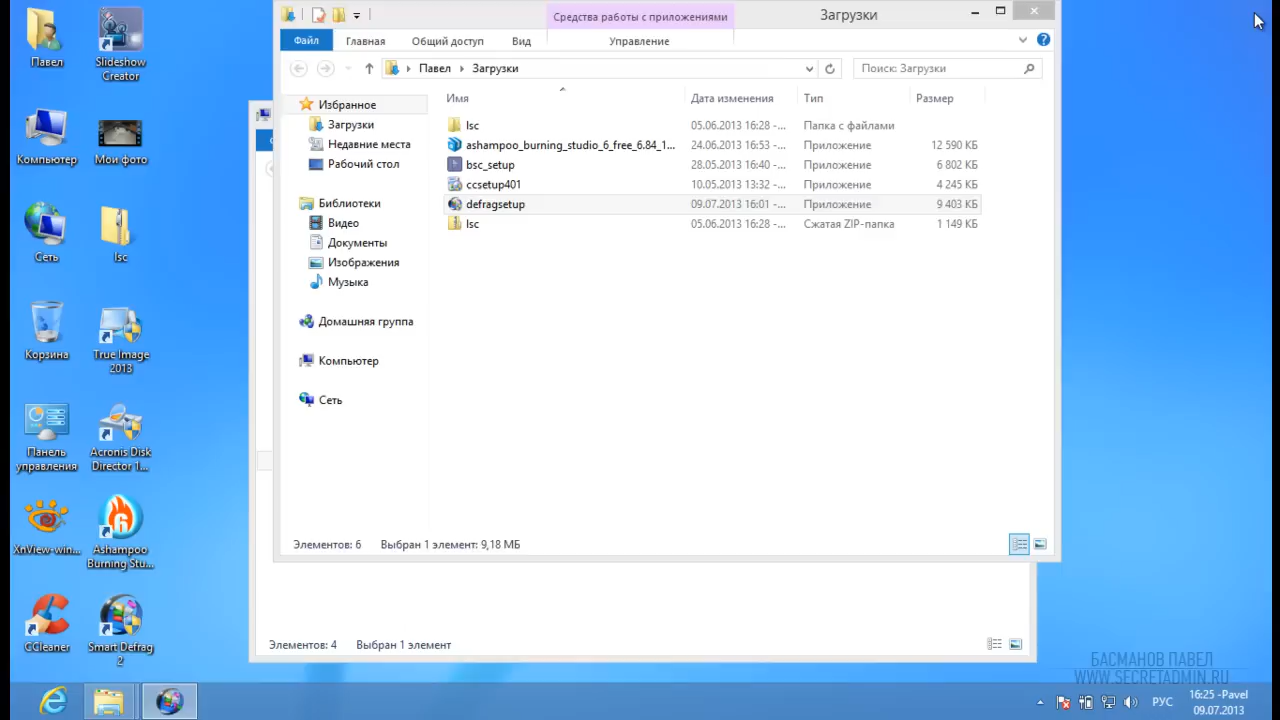 Средства работы с приложениями
Загрузки
Файл
Главная
Общий доступ
Вид
Управление
Павел
Загрузки
Поиск: Загрузки
Имя
Дата изменения
Тип
Размер
Избранное
Загрузки
Недавние места
Рабочий стол
Библиотеки
Видео
Документы
Изображения
Музыка
Домашняя группа
Компьютер
Сеть
lsc 05.06.2013 16:28 -... Папка с файлами
ashampoo_burning_studio_6_free_6.84_1... 24.06.2013 16:53 -... Приложение 12 590 КБ
bsc_setup 28.05.2013 16:40 -... Приложение 6 802 КБ
ccsetup401 10.05.2013 13:32 -... Приложение 4 245 КБ
defragsetup 09.07.2013 16:01 -... Приложение 9 403 КБ
lsc 05.06.2013 16:28 -... Сжатая ZIP-папка 1 149 КБ
Элементов: 6 Выбран 1 элемент: 9,18 МБ
Элементов: 4 Выбран 1 элемент
Павел
Slideshow
Creator
Компьютер
Мои фото
Сеть
lsc
Корзина
True Image
2013
Панель
управления
Acronis Disk
Director 1...
XnView-win...
Ashampoo
Burning Stu...
CCleaner
Smart Defrag
2
БАСМАНОВ ПАВЕЛ
WWW.SECRETADMIN.RU
РУС
16:25 -Pavel
09.07.2013